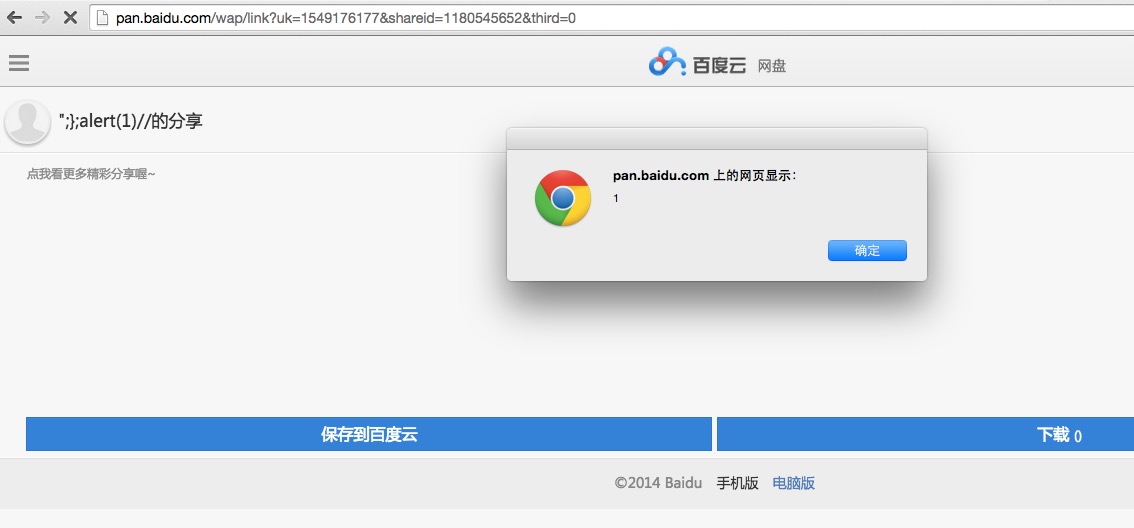 pan.baidu.com/wap/link?uk=1549176177&shareid=1180545652&third=0
百度云 网盘
";};alert(1)//的分享
点我看更多精彩分享喔~
pan.baidu.com 上的网页显示：
1
确定
保存到百度云
下载 ()
©2014 Baidu 手机版 电脑版